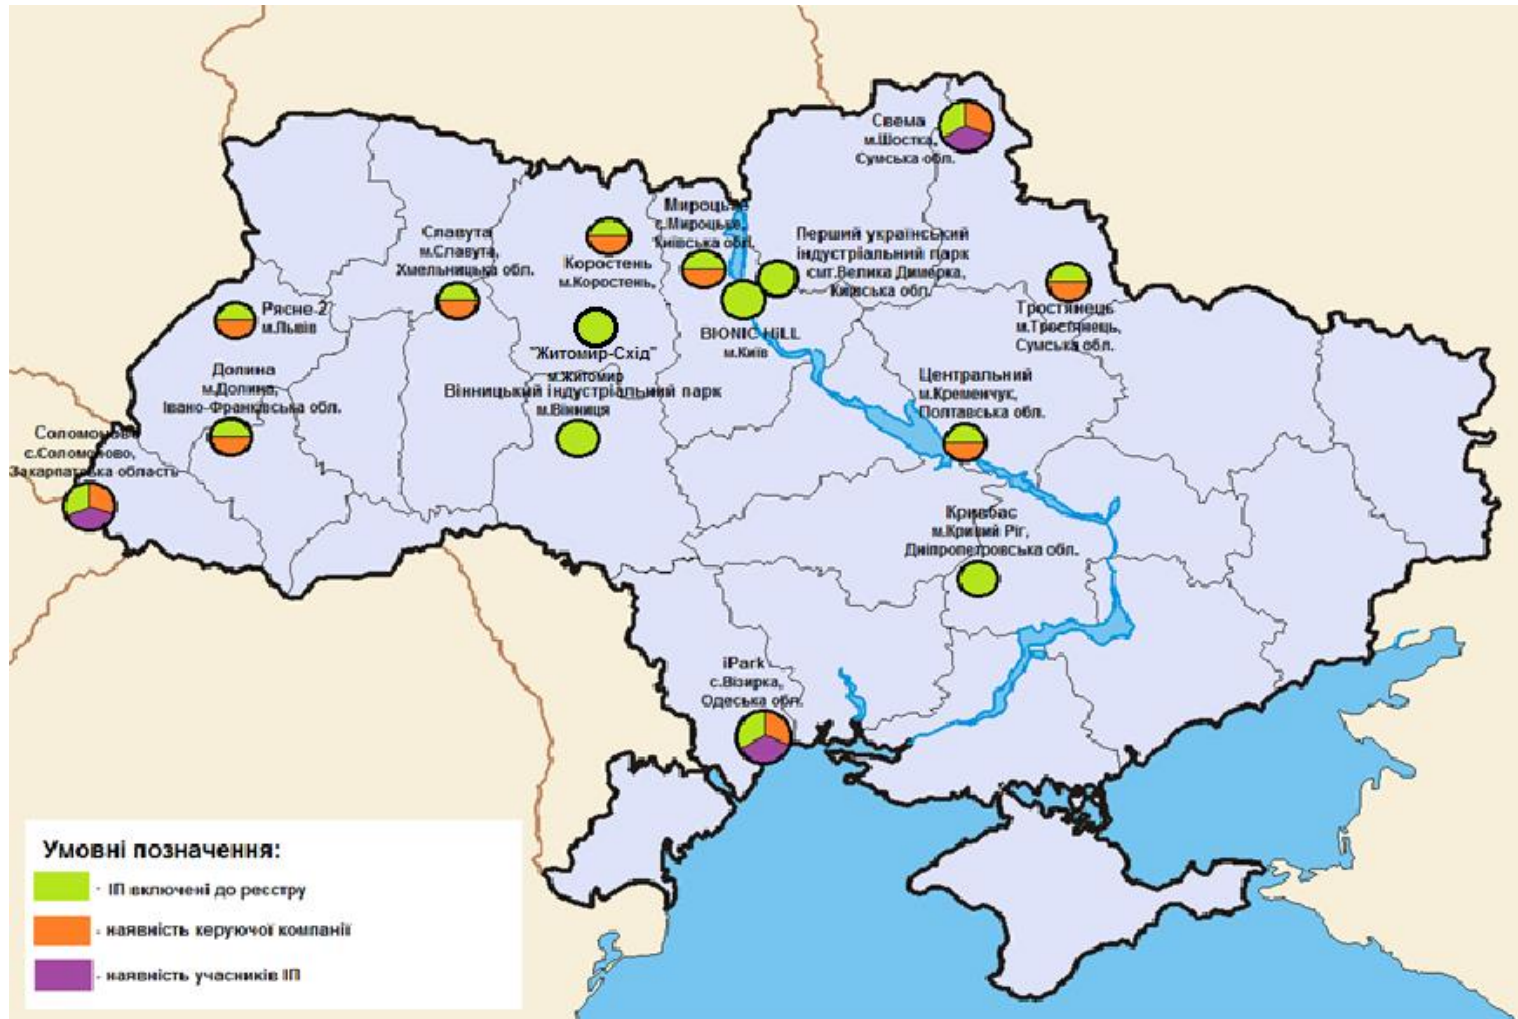 Свема
м.Шостка,
Сумська обл.
Мироцьке
с.Мироцьке,
Київська обл.
Славута
м.Славута,
Хмельницька обл.
Коростень
м.Коростень,
Перший український
індустріальний парк
смт.Велика Димерка,
Київська обл.
Рясне-2
м.Львів
Тростянець
м.Тростянець,
Сумська обл.
BIONIC HiLL
м.Київ
"Житомир-Схід"
м.Житомир
Долина
м.Долина,
Івано-Франківська обл.
Вінницький індустріальний парк
м.Вінниця
Центральний
м.Кременчук,
Полтавська обл.
Соломоново
с.Соломоново,
Закарпатська область
Кривбас
м.Кривий Ріг,
Дніпропетровська обл.
iPark
с.Візирка,
Одеська обл.
Умовні позначення:
- ІП включені до реєстру
- наявність керуючої компанії
- наявність учасників ІП